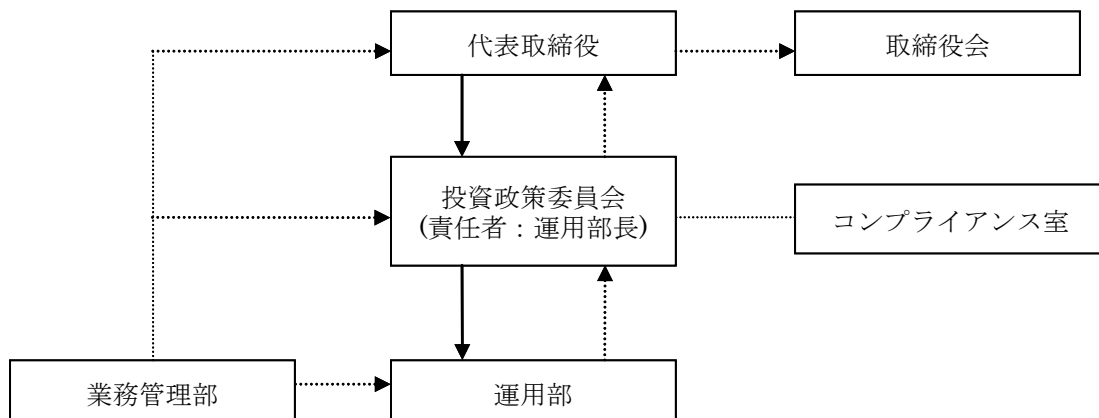 代表取締役
取締役会
投資政策委員会
(責任者：運用部長)
コンプライアンス室
業務管理部
運用部